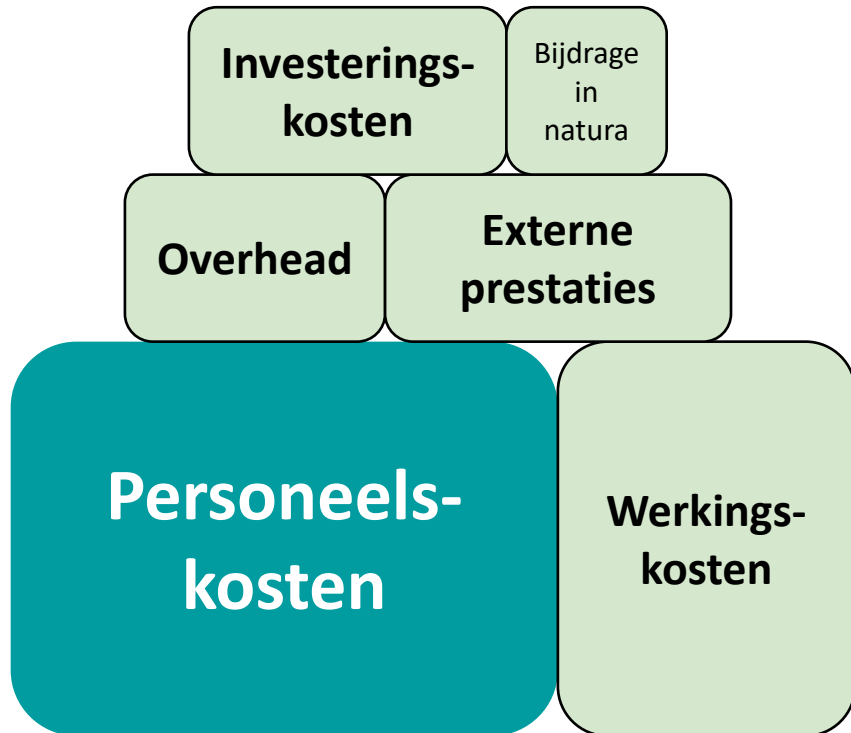 Investerings-
kosten
Bijdrage
in
natura
Overhead
Externe
prestaties
Personeels-
kosten
Werkings-
kosten